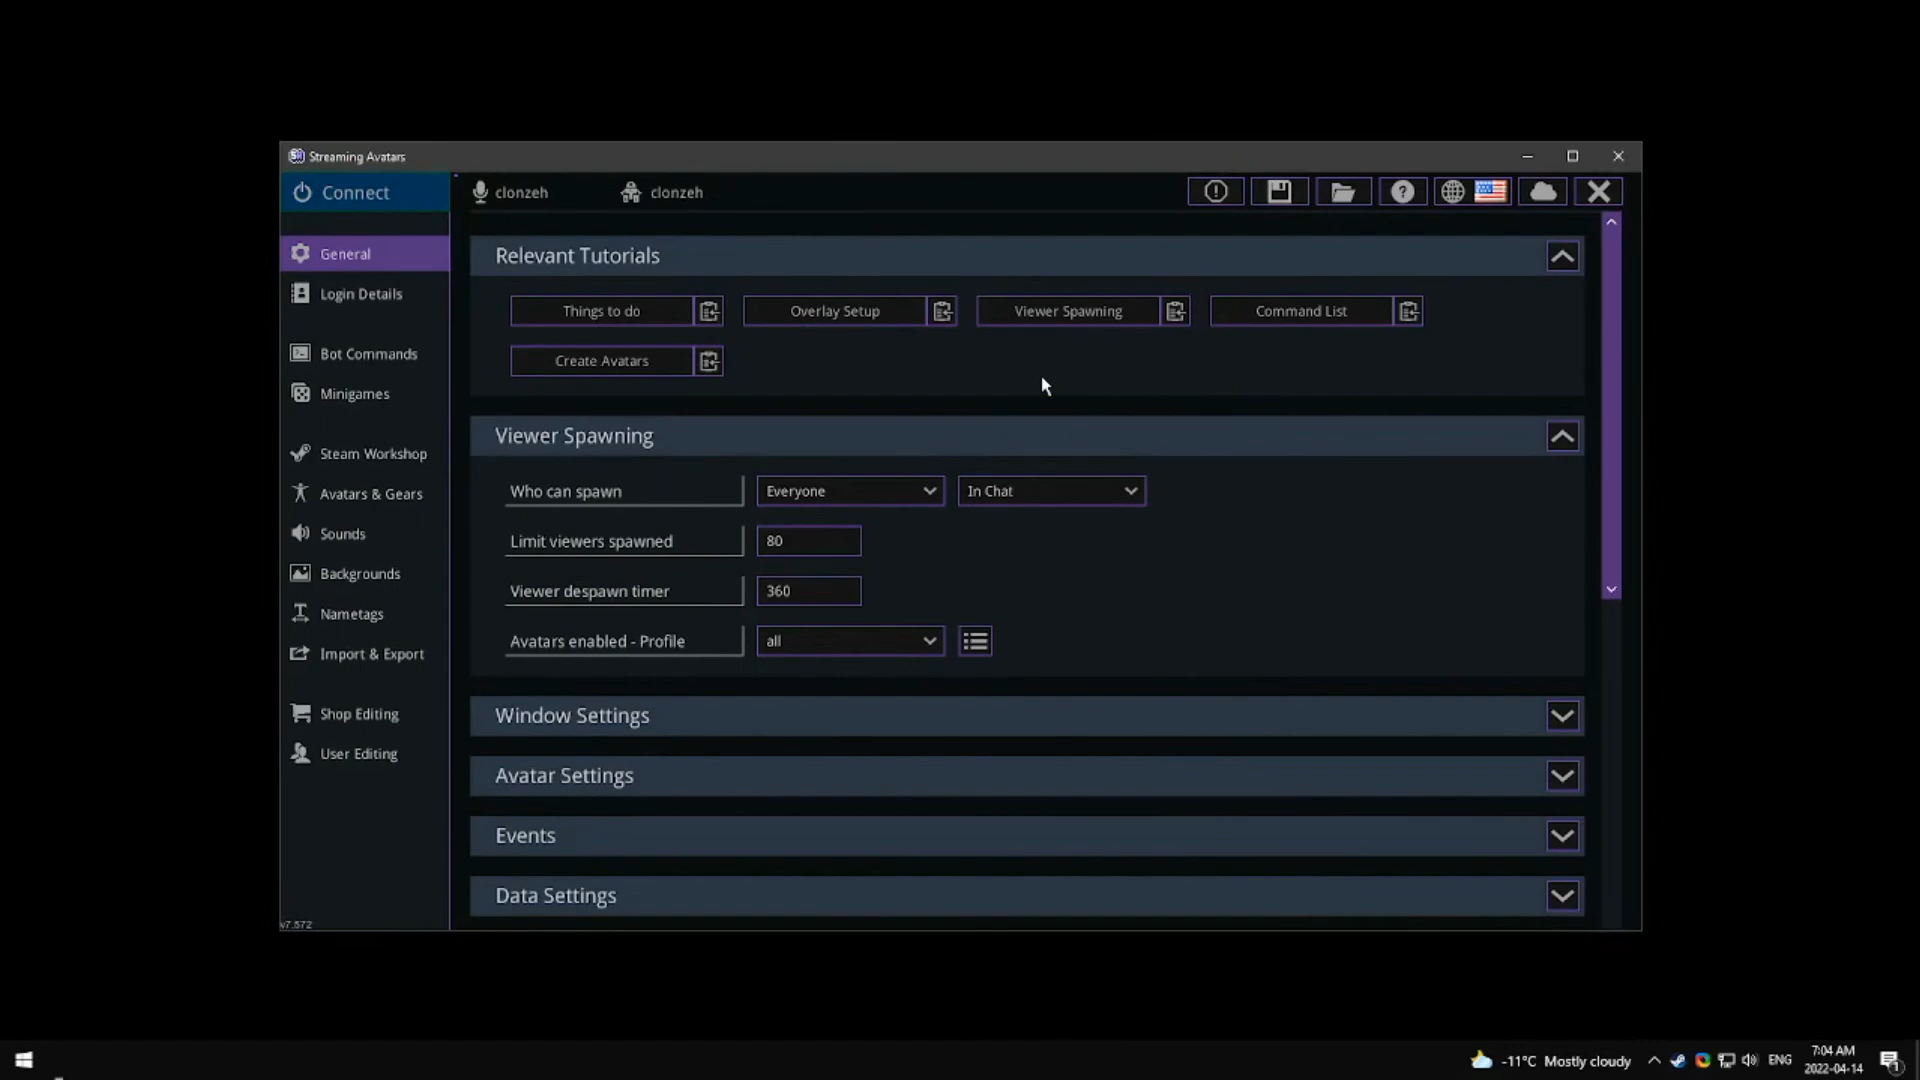 Streaming Avatars
Connect
clonzeh
clonzeh
General
Login Details
Bot Commands
Minigames
Steam Workshop
Avatars & Gears
Sounds
Backgrounds
Nametags
Import & Export
Shop Editing
User Editing
v7.572
Relevant Tutorials
Things to do
Overlay Setup
Viewer Spawning
Command List
Create Avatars
Viewer Spawning
Who can spawn
Everyone
In Chat
Limit viewers spawned
80
Viewer despawn timer
360
Avatars enabled - Profile
all
Window Settings
Avatar Settings
Events
Data Settings
-11°C Mostly cloudy
ENG
7:04 AM
2022-04-14
1